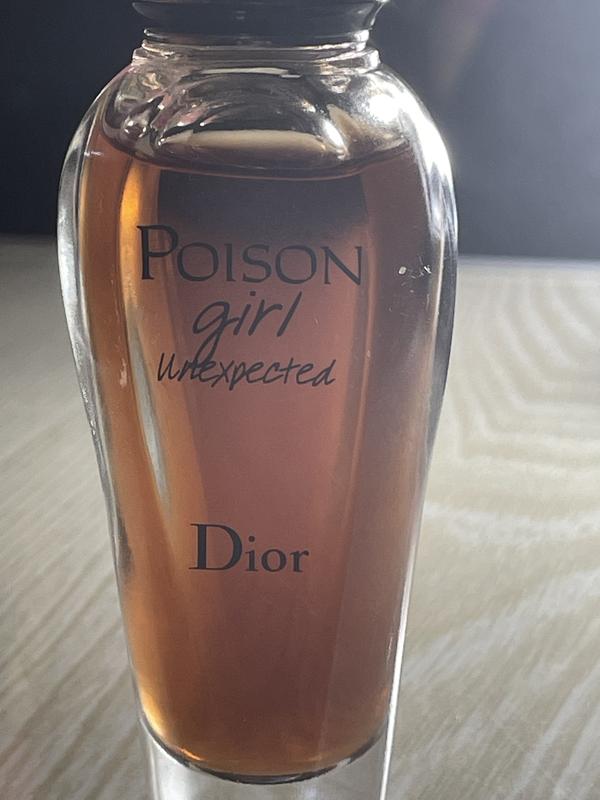 POISON
girl
Unexpected
Dior